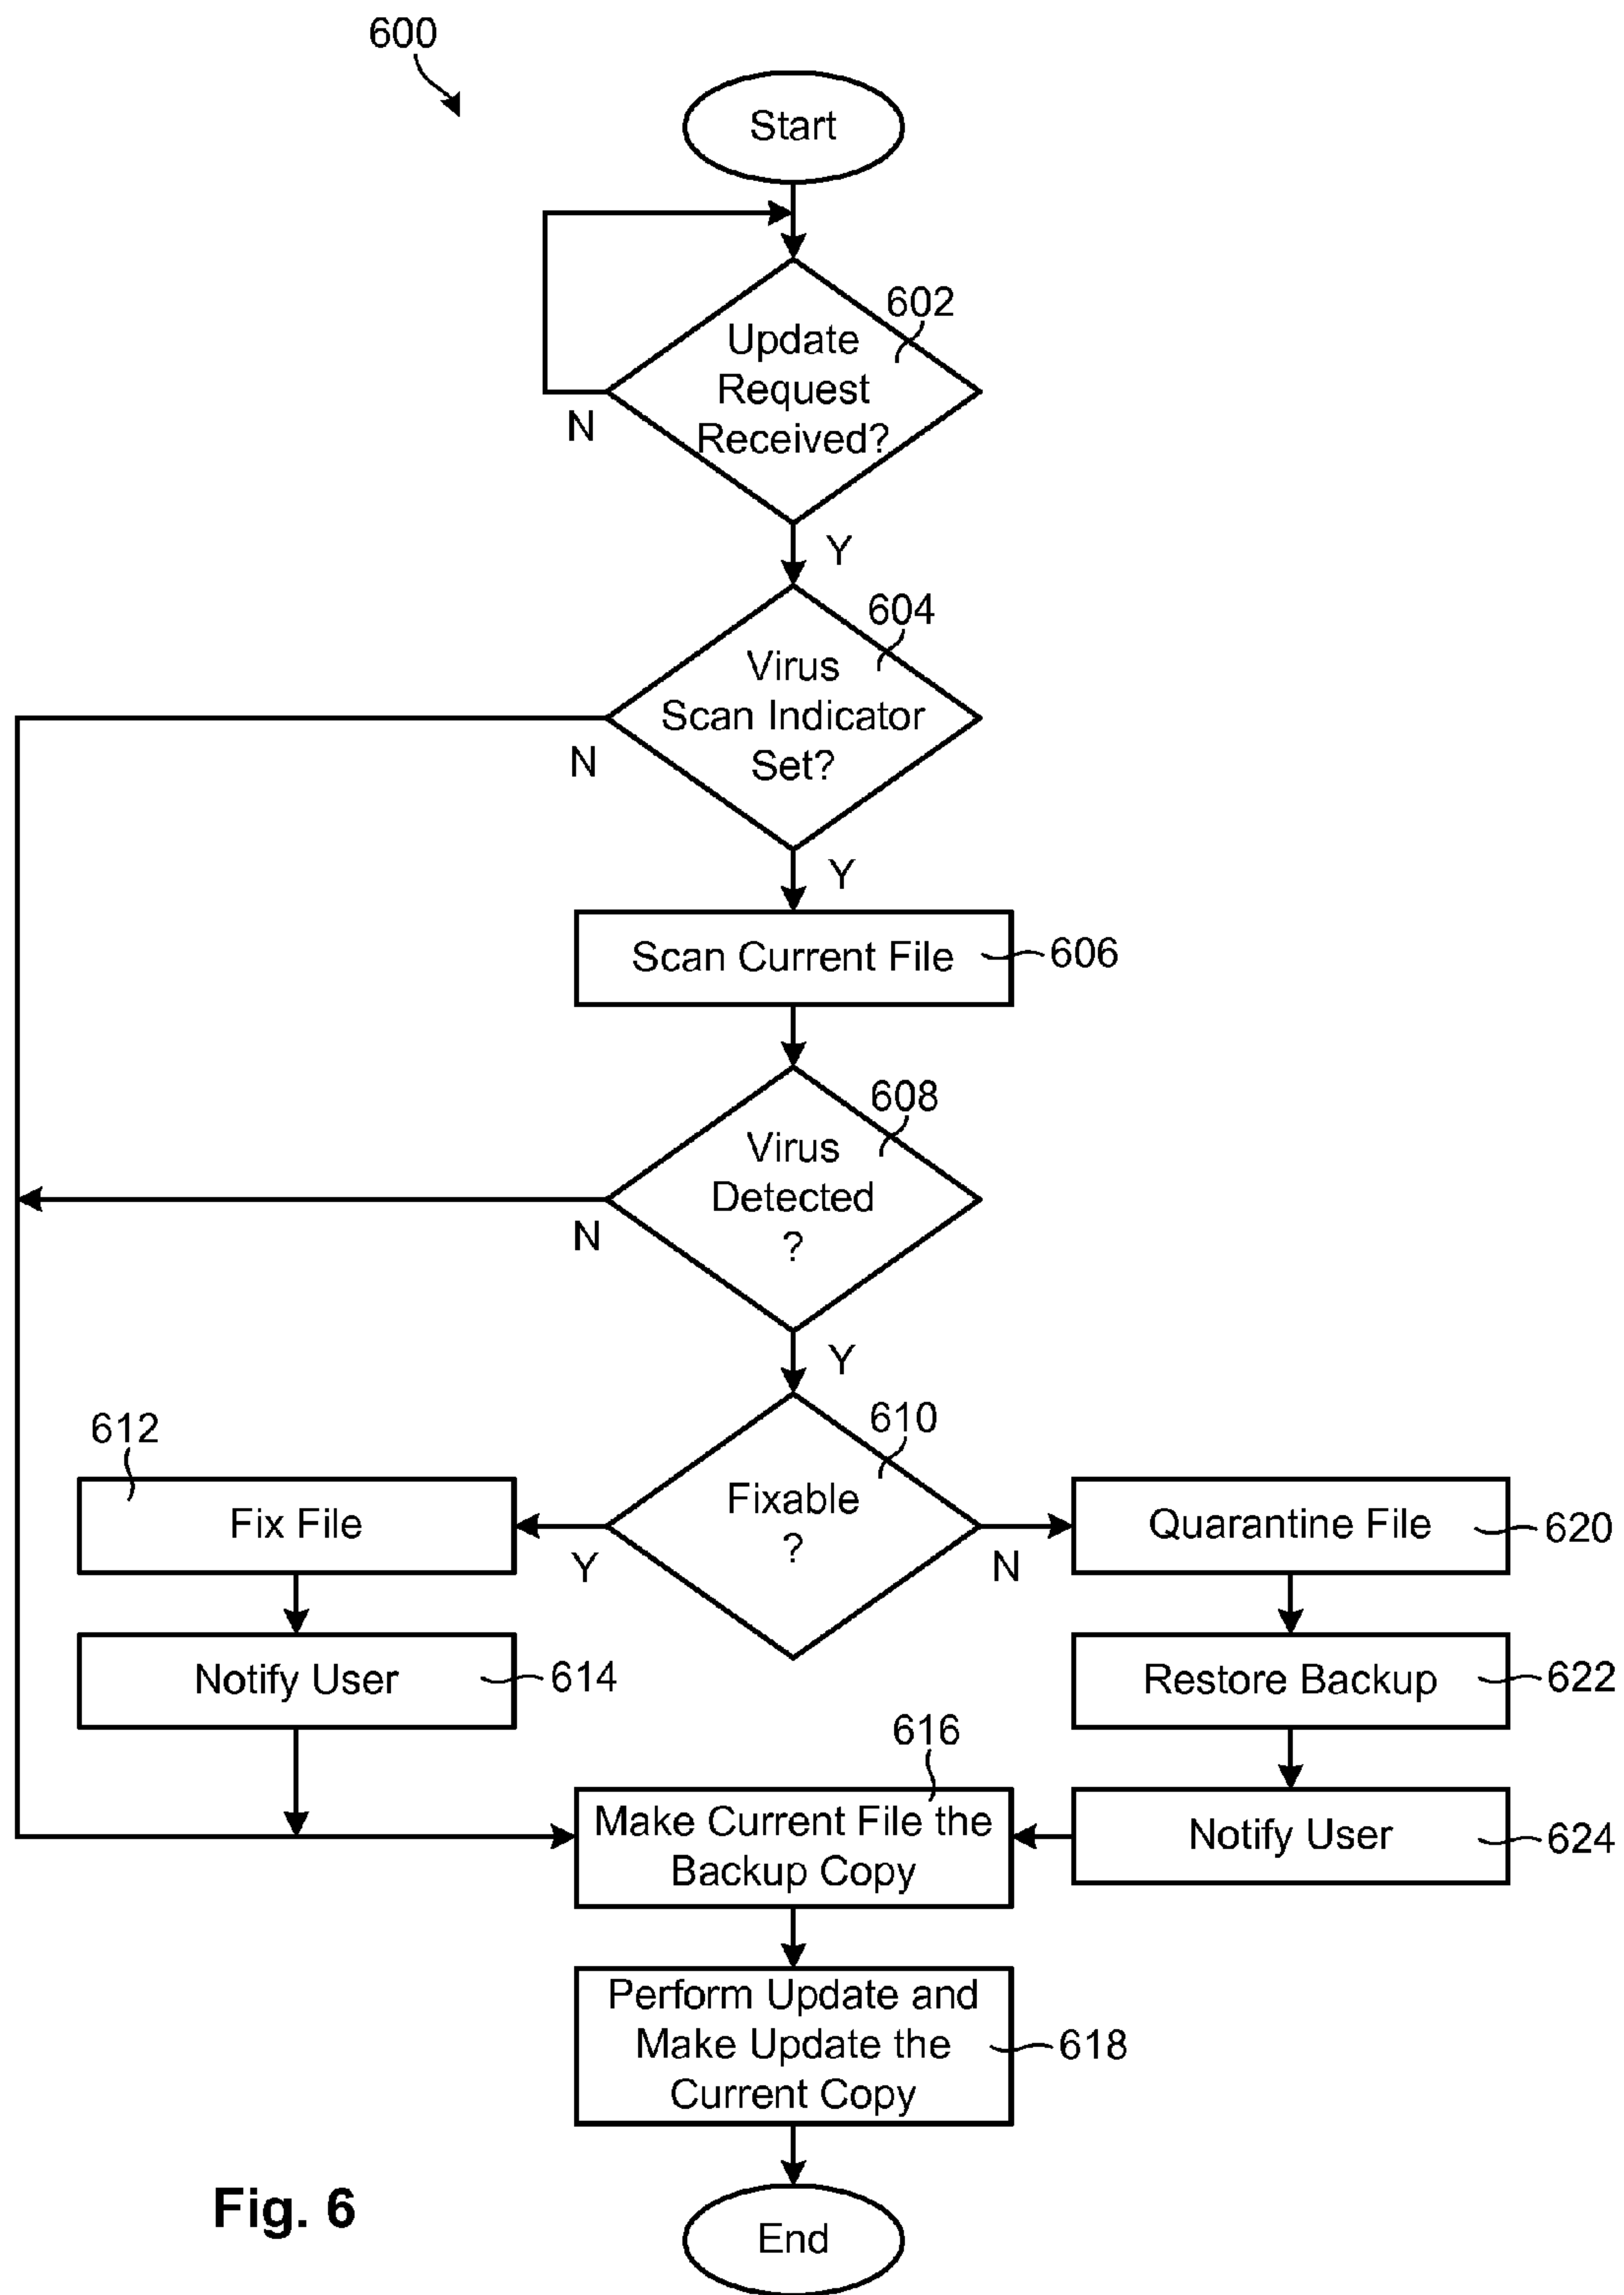 600
Start
602
Update
Request
Received?
N
Y
604
Virus
Scan Indicator
Set?
N
Y
Scan Current File
606
608
Virus
Detected
?
N
Y
612
610
Fix File
Fixable
?
Quarantine File
620
Y
N
Notify User
614
Restore Backup
622
616
Make Current File the
Backup Copy
Notify User
624
Perform Update and
Make Update the
Current Copy
618
Fig. 6
End